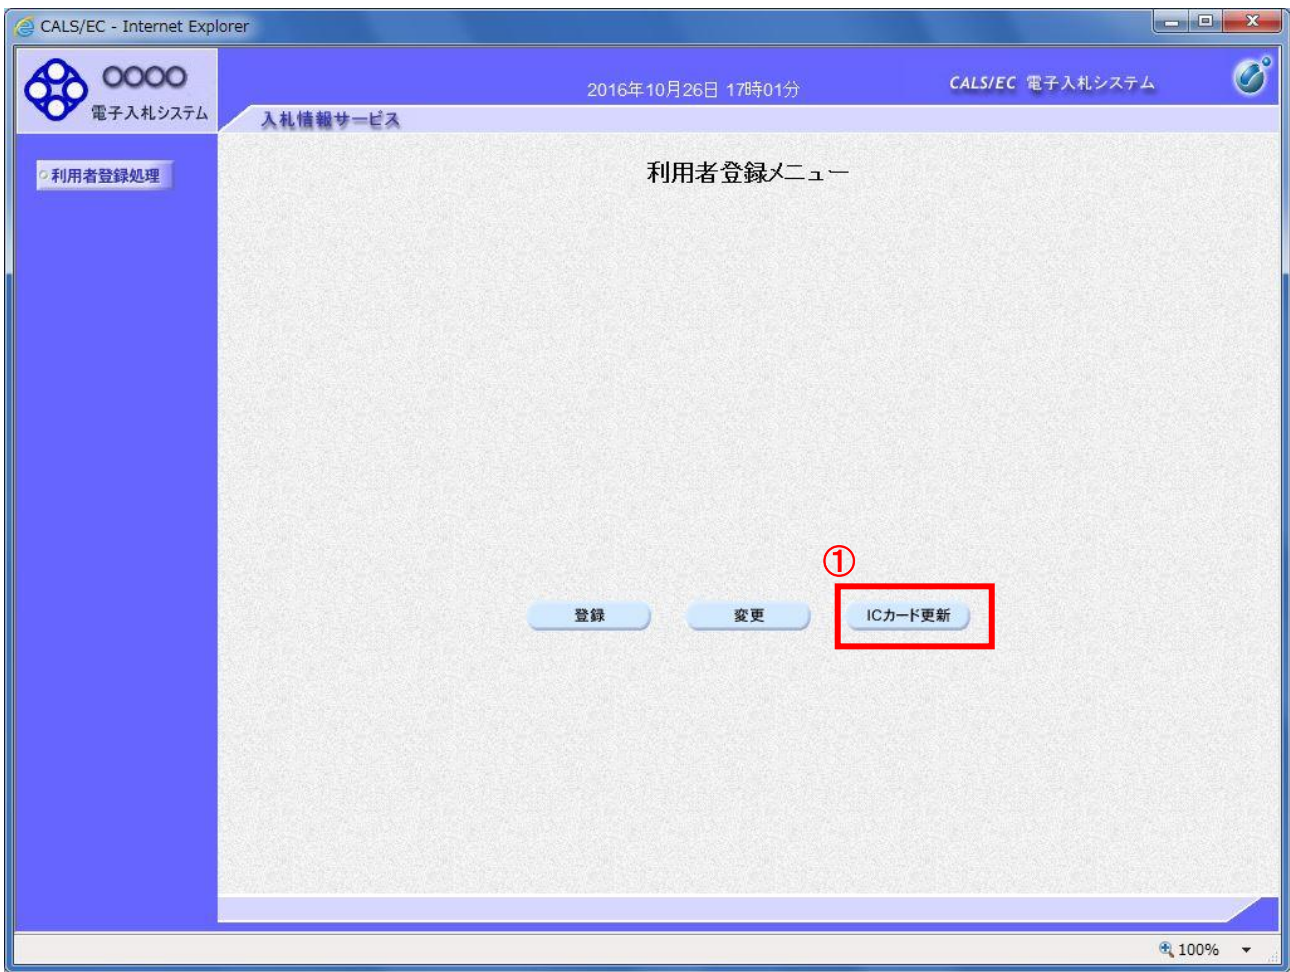 CALS/EC - Internet Explorer
〇〇〇〇
電子入札システム
2016年10月26日 17時01分
CALS/EC 電子入札システム
入札情報サービス
利用者登録処理
利用者登録メニュー
①
登録
変更
ICカード更新
100%